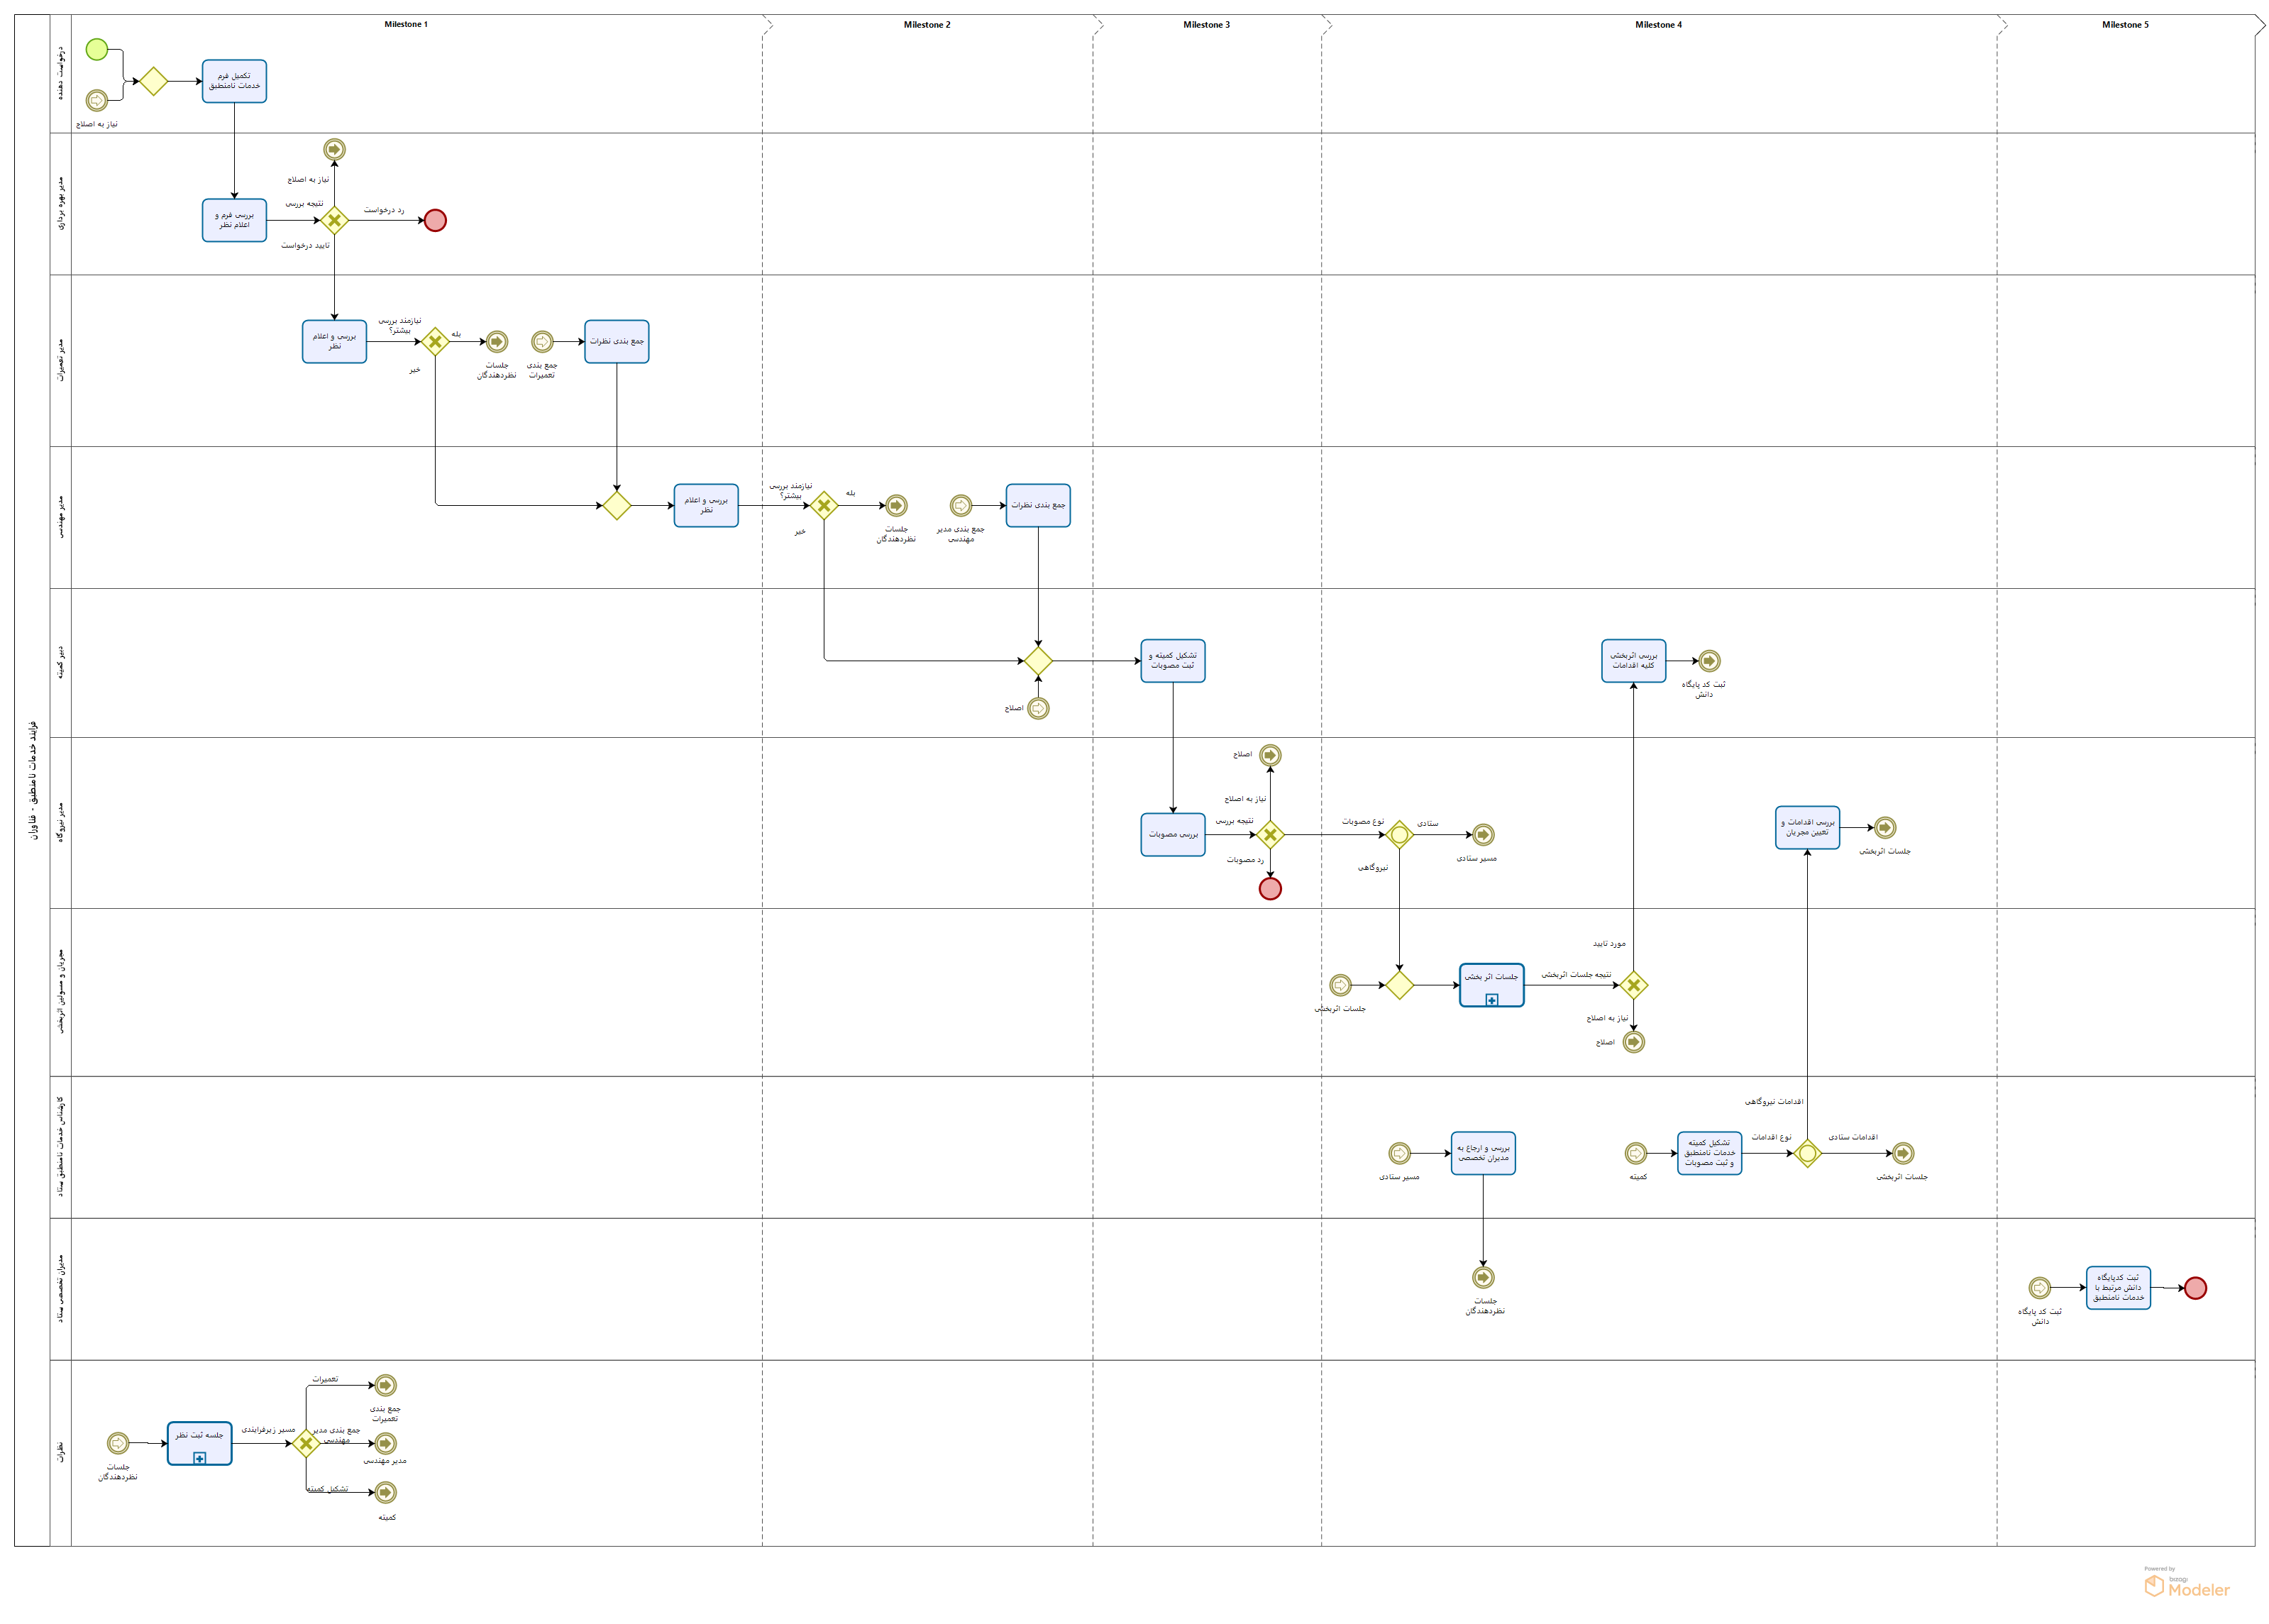 Milestone 1
Milestone 2
Milestone 3
Milestone 4
Milestone 5
فرایند خدمات نامنطبق - فناوران
درخواست دهنده
نیاز به اصلاح
تکمیل فرم
خدمات نامنطبق
مدیر بهره برداری
بررسی فرم و
اعلام نظر
نتیجه بررسی
نیاز به اصلاح
رد درخواست
تایید درخواست
مدیر تعمیرات
بررسی و اعلام
نظر
نیازمند بررسی
بیشتر؟
بله
خیر
جلسات
نظردهندگان
جمع بندی
تعمیرات
جمع بندی نظرات
مدیر مهندسی
بررسی و اعلام
نظر
نیازمند بررسی
بیشتر؟
بله
خیر
جلسات
نظردهندگان
جمع بندی مدیر
مهندسی
جمع بندی نظرات
دبیر کمیته
اصلاح
تشکیل کمیته و
ثبت مصوبات
بررسی اثربخشی
کلیه اقدامات
ثبت کد پایگاه
دانش
مدیر نیروگاه
بررسی مصوبات
نتیجه بررسی
نیاز به اصلاح
اصلاح
رد مصوبات
نوع مصوبات
ستادی
مسیر ستادی
نیروگاهی
بررسی اقدامات و
تعیین مجریان
جلسات اثربخشی
مجریان و مسولین اثربخشی
جلسات اثربخشی
جلسات اثر بخشی
نتیجه جلسات اثربخشی
مورد تایید
نیاز به اصلاح
اصلاح
کارشناس خدمات نامنطبق ستاد
مسیر ستادی
بررسی و ارجاع به
مدیران تخصصی
کمیته
تشکیل کمیته
خدمات نامنطبق
و ثبت مصوبات
نوع اقدامات
اقدامات نیروگاهی
اقدامات ستادی
جلسات اثربخشی
مدیران تخصصی ستاد
جلسات
نظردهندگان
ثبت کد پایگاه
دانش
ثبت کدپایگاه
دانش مرتبط با
خدمات نامنطبق
نظرات
جلسات
نظردهندگان
جلسه ثبت نظر
مسیر زیرفرایندی
تعمیرات
جمع بندی
تعمیرات
جمع بندی مدیر
مهندسی
مدیر مهندسی
تشکیل کمیته
کمیته
Powered by
bizagi
Modeler